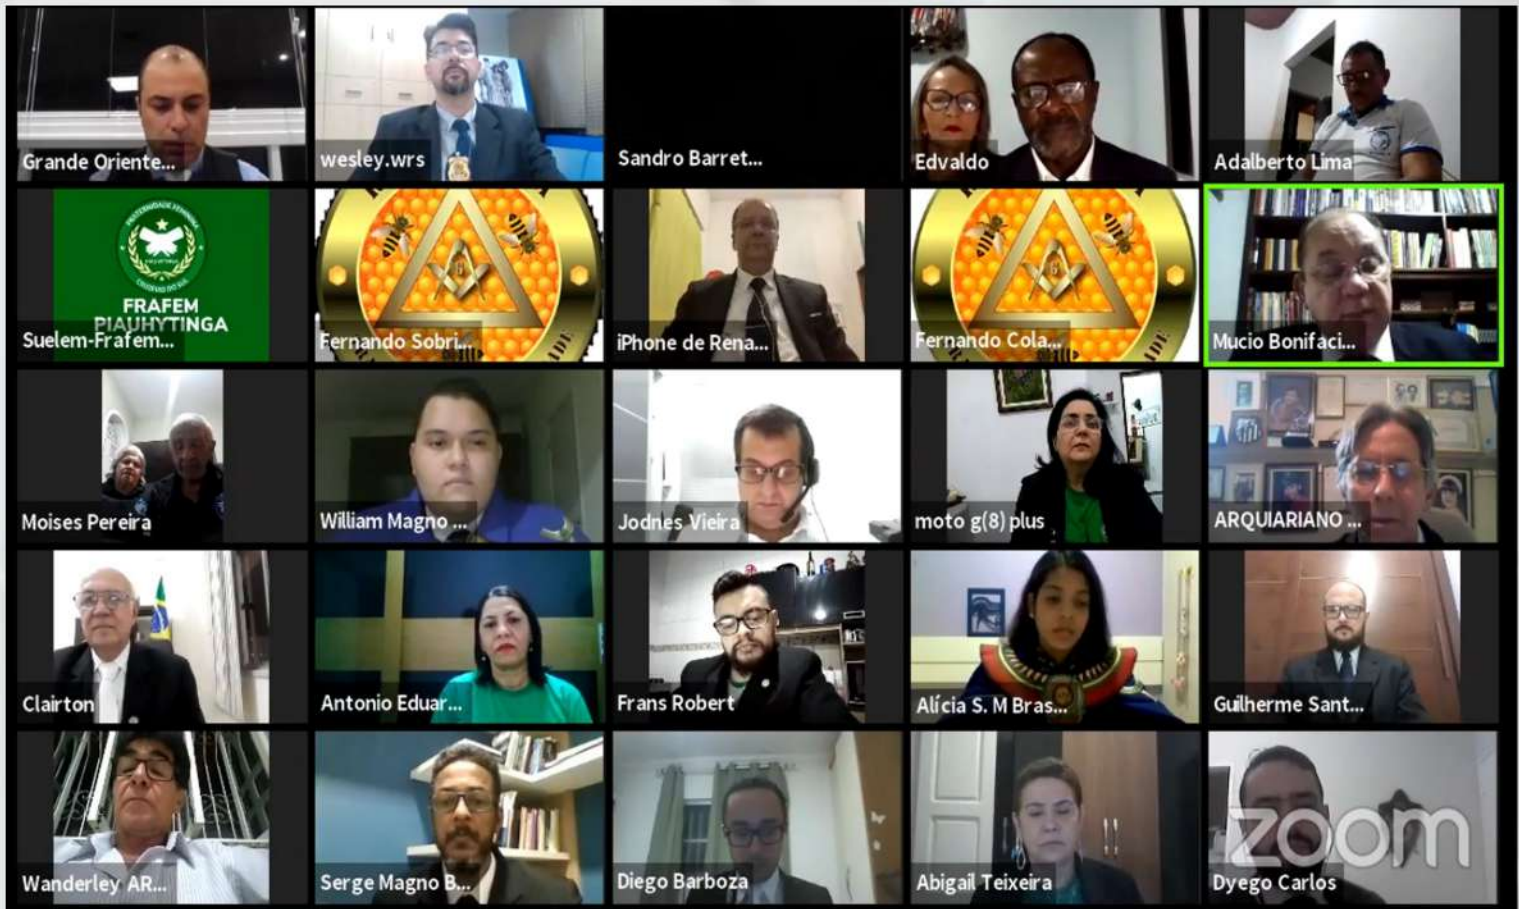 Grande Oriente...
wesley.wrs
Sandro Barret...
Edvaldo
Adalberto Lima
FRATERNIDADE FEMININA
FRAFEM
PIAUHYTINGA
Suelem-Frafem...
G
Fernando Sobri...
iPhone de Rena...
G
Fernando Cola...
Mucio Bonifaci...
Moises Pereira
William Magno ...
Jodnes Vieira
moto g(8) plus
ARQUIARIANO ...
Clairton
Antonio Eduar...
Frans Robert
Alícia S. M Bras...
Guilherme Sant...
Wanderley AR...
Serge Magno B...
Diego Barboza
Abigail Teixeira
zoom
Dyego Carlos